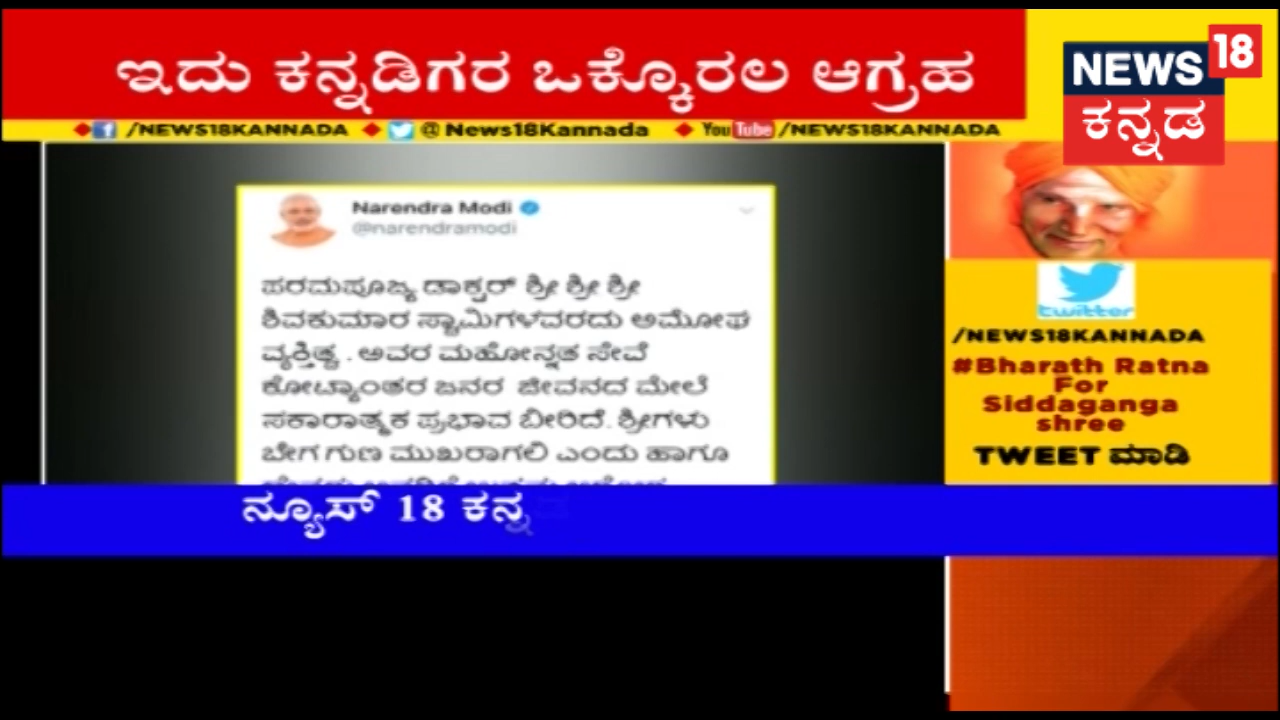 ಇದು ಕನ್ನಡಿಗರ ಒಕ್ಕೊರಲ ಆಗ್ರಹ
NEWS 18
ಕನ್ನಡ
/NEWS18KANNADA @News18Kannada YouTube /NEWS18KANNADA
Narendra Modi
@narendramodi
ಪರಮಪೂಜ್ಯ ಡಾಕ್ಟರ್ ಶ್ರೀ ಶ್ರೀ ಶ್ರೀ
ಶಿವಕುಮಾರ ಸ್ವಾಮಿಗಳವರದು ಅಮೋಘ
ವ್ಯಕ್ತಿತ್ವ . ಅವರ ಮಹೋನ್ನತ ಸೇವೆ
ಕೋಟ್ಯಾಂತರ ಜನರ ಜೀವನದ ಮೇಲೆ
ಸಕಾರಾತ್ಮಕ ಪ್ರಭಾವ ಬೀರಿದೆ. ಶ್ರೀಗಳು
ಬೇಗ ಗುಣ ಮುಖರಾಗಲಿ ಎಂದು ಹಾಗೂ
twitter
/NEWS18KANNADA
#Bharath Ratna
For
Siddaganga
shree
TWEET ಮಾಡಿ
ನ್ಯೂಸ್ 18 ಕನ್ನಡ